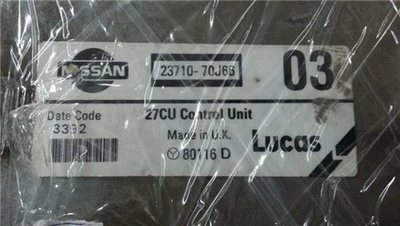 NISSAN
23710-70J66
03
Date Code
3392
27CU Control Unit
Made in U.K.
80116 D
Lucas